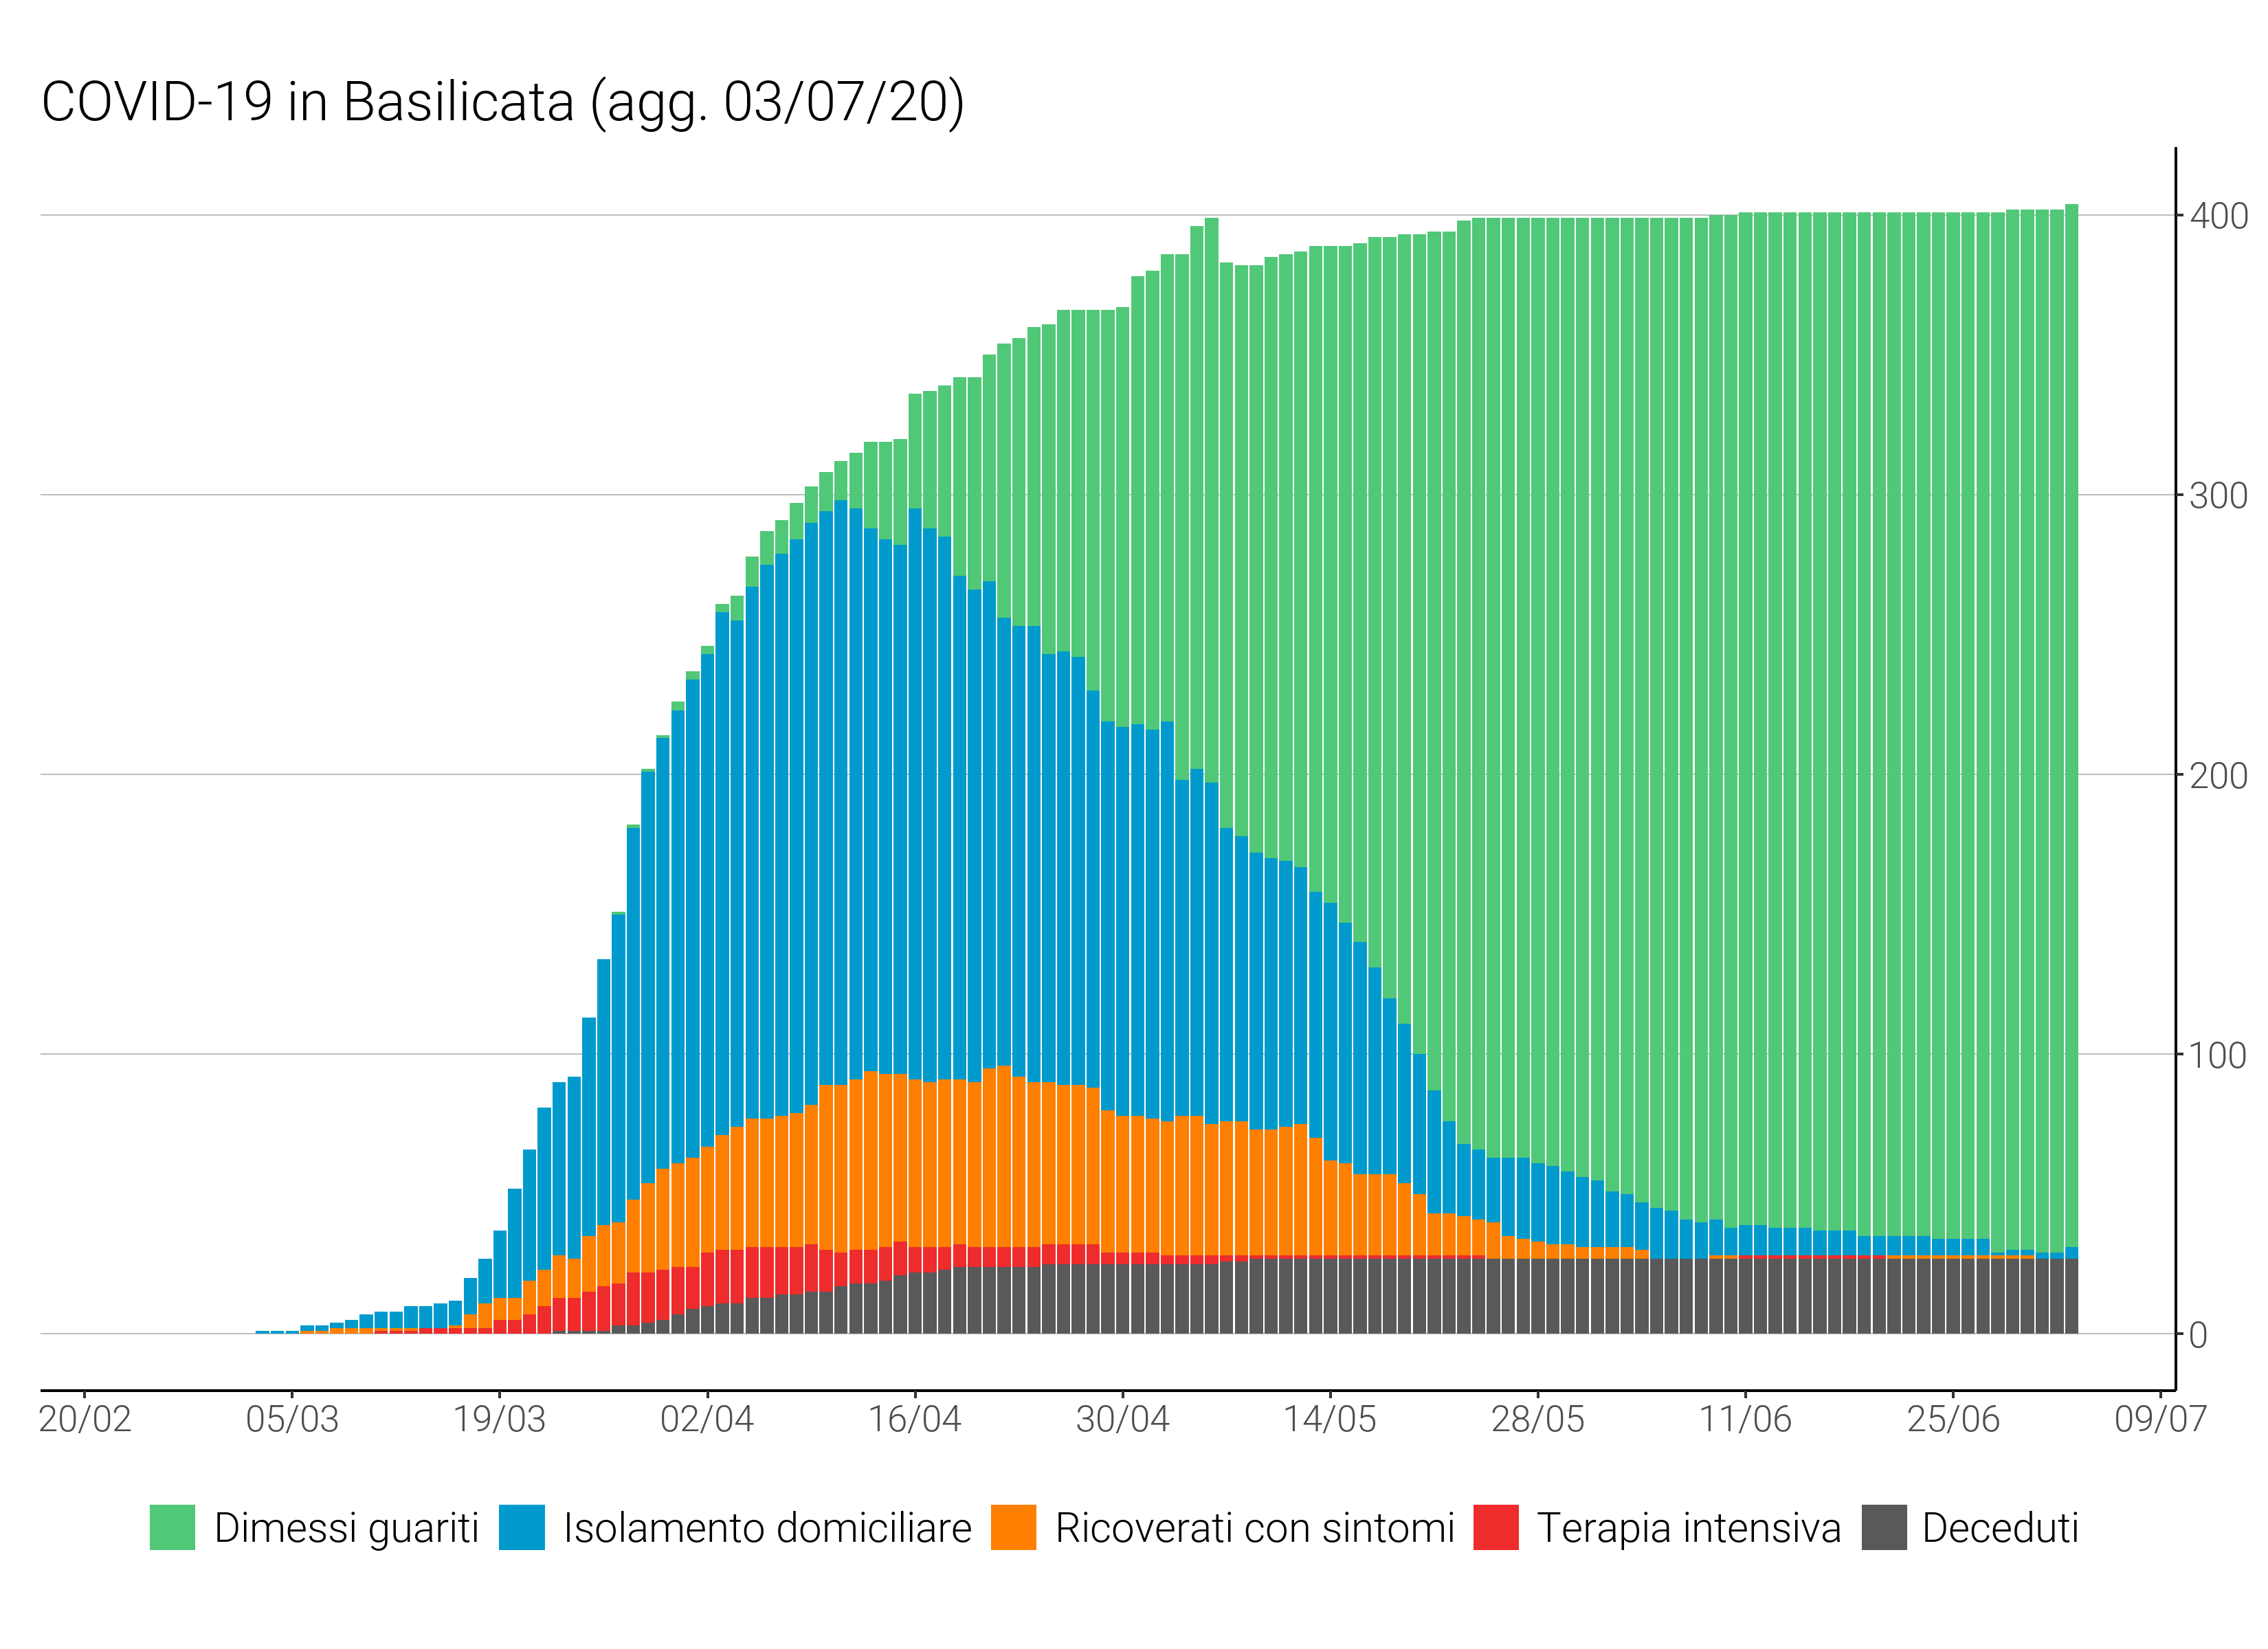 COVID-19 in Basilicata (agg. 03/07/20)
400
300
200
100
0
20/02 05/03 19/03 02/04 16/04 30/04 14/05 28/05 11/06 25/06 09/07
Dimessi guariti Isolamento domiciliare Ricoverati con sintomi Terapia intensiva Deceduti